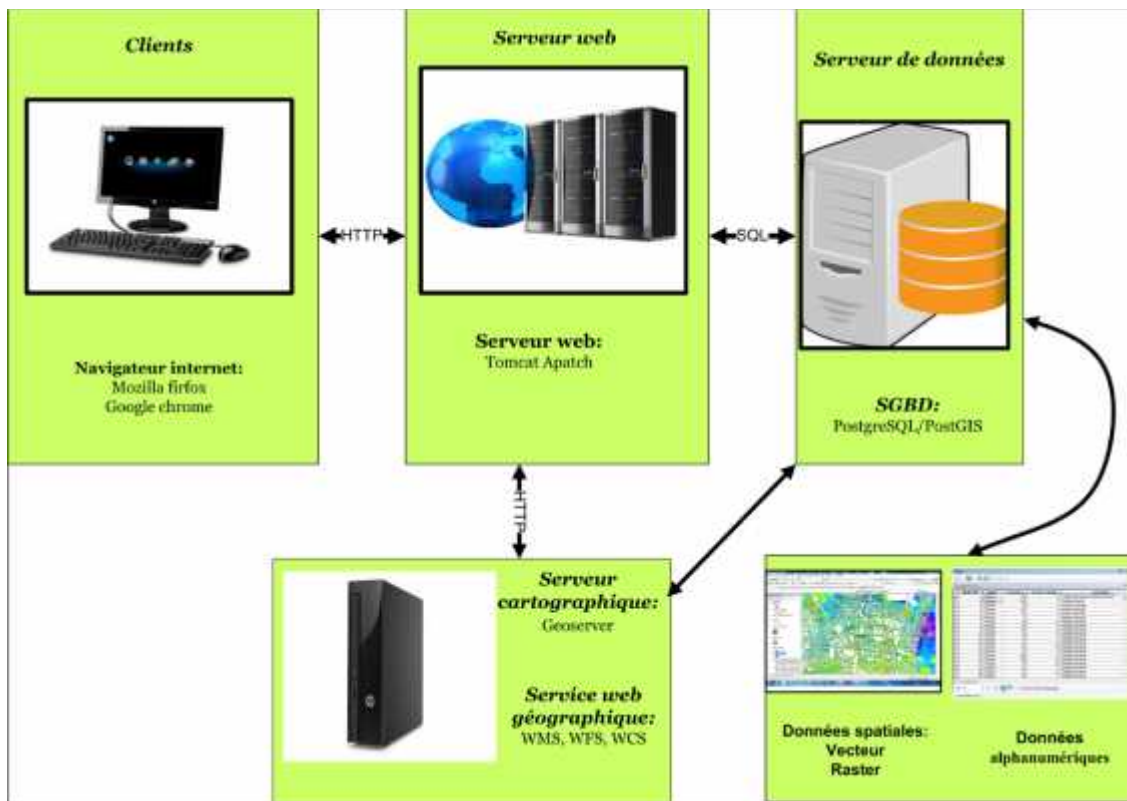 Clients
Navigateur internet:
Mozilla firfox
Google chrome
HTTP
Serveur web
Serveur web:
Tomcat Apatch
SQL
Serveur de données
SGBD:
PostgreSQL/PostGIS
HTTP
Serveur
cartographique:
Geoserver
Service web
géographique:
WMS, WFS, WCS
Données spatiales:
Vecteur
Raster
Données
alphanumériques